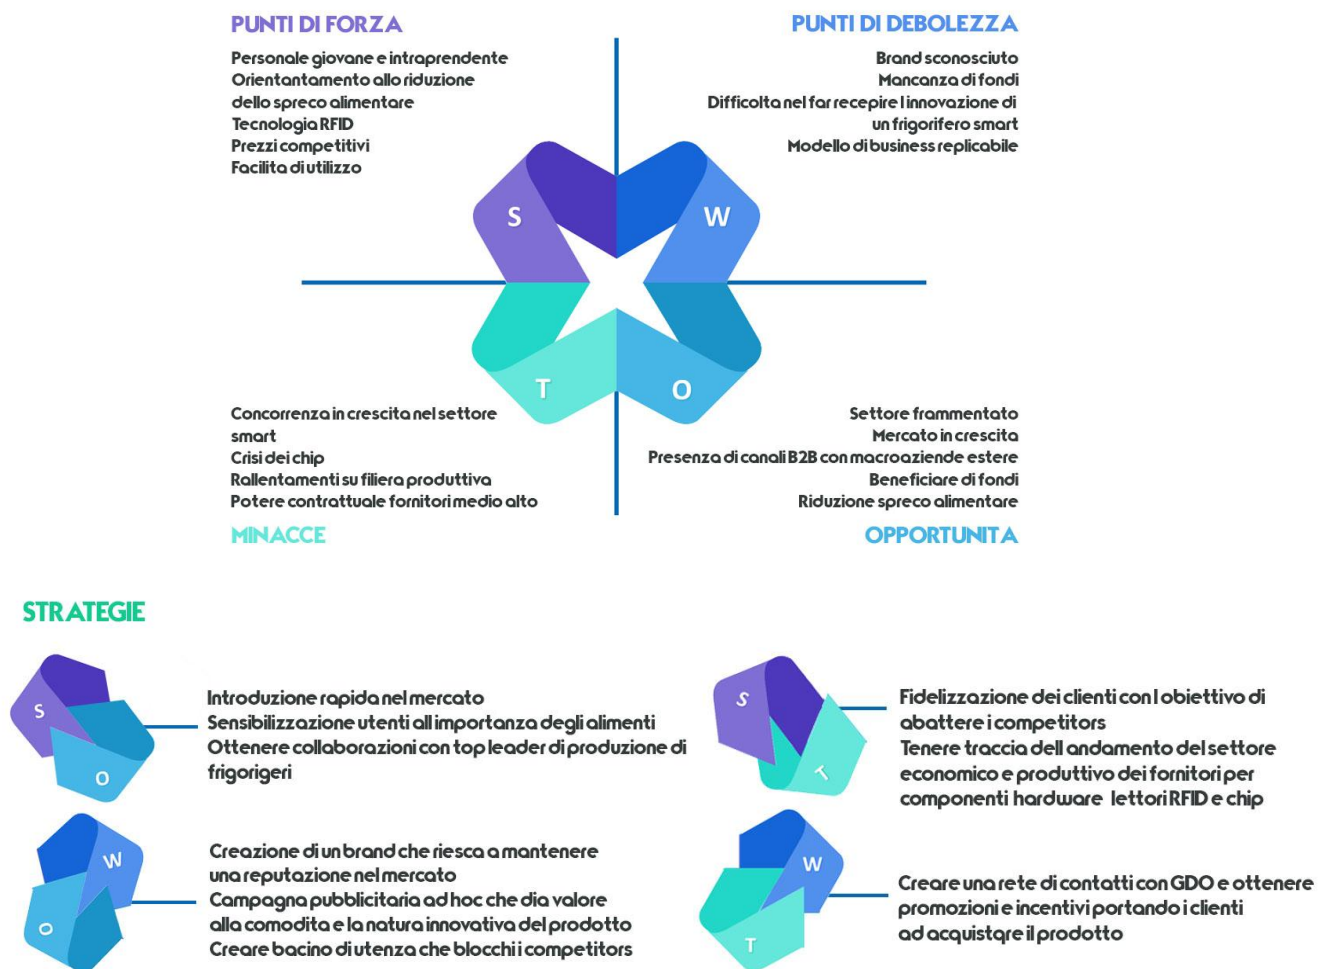 PUNTI DI FORZA
Personale giovane e intraprendente
Orientantamento allo riduzione
dello spreco alimentare
Tecnologia RFID
Prezzi competitivi
Facilita di utilizzo
PUNTI DI DEBOLEZZA
Brand sconosciuto
Mancanza di fondi
Difficolta nel far recepire l innovazione di
un frigorifero smart
Modello di business replicabile
S
W
T
O
Concorrenza in crescita nel settore
smart
Crisi dei chip
Rallentamenti su filiera produttiva
Potere contrattuale fornitori medio alto
MINACCE
Settore frammentato
Mercato in crescita
Presenza di canali B2B con macroaziende estere
Beneficiare di fondi
Riduzione spreco alimentare
OPPORTUNITA
STRATEGIE
S
O
Introduzione rapida nel mercato
Sensibilizzazione utenti all importanza degli alimenti
Ottenere collaborazioni con top leader di produzione di
frigorigeri
S
T
Fidelizzazione dei clienti con l obiettivo di
abattere i competitors
Tenere traccia dell andamento del settore
economico e produttivo dei fornitori per
componenti hardware lettori RFID e chip
W
O
Creazione di un brand che riesca a mantenere
una reputazione nel mercato
Campagna pubblicitaria ad hoc che dia valore
alla comodita e la natura innovativa del prodotto
Creare bacino di utenza che blocchi i competitors
W
T
Creare una rete di contatti con GDO e ottenere
promozioni e incentivi portando i clienti
ad acquistare il prodotto